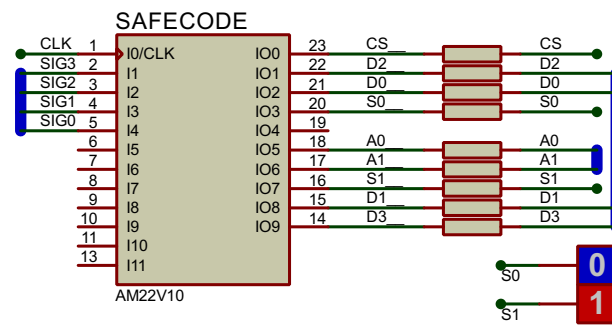 SAFECODE
CLK 1 I0/CLK IO0 23 CS__ CS
SIG3 2 I1 IO1 22 D2__ D2
SIG2 3 I2 IO2 21 D0__ D0
SIG1 4 I3 IO3 20 S0__ S0
SIG0 5 I4 IO4 19
6 I5 IO5 18 A0__ A0
7 I6 IO6 17 A1__ A1
8 I7 IO7 16 S1__ S1
9 I8 IO8 15 D1__ D1
10 I9 IO9 14 D3__ D3
11 I10
13 I11
AM22V10
S0 0
S1 1